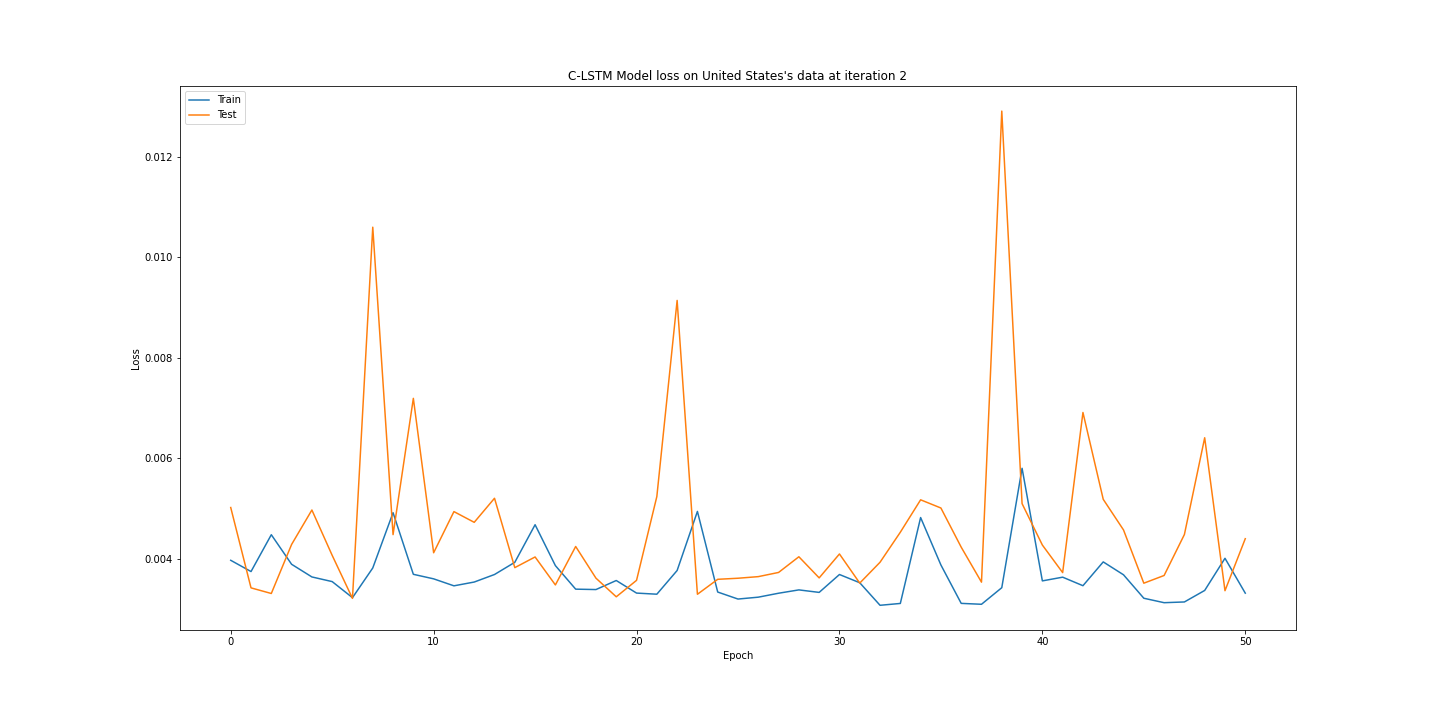 C-LSTM Model loss on United States's data at iteration 2
Train
Test
0.012
0.010
0.008
0.006
0.004
Loss
0 10 20 30 40 50
Epoch